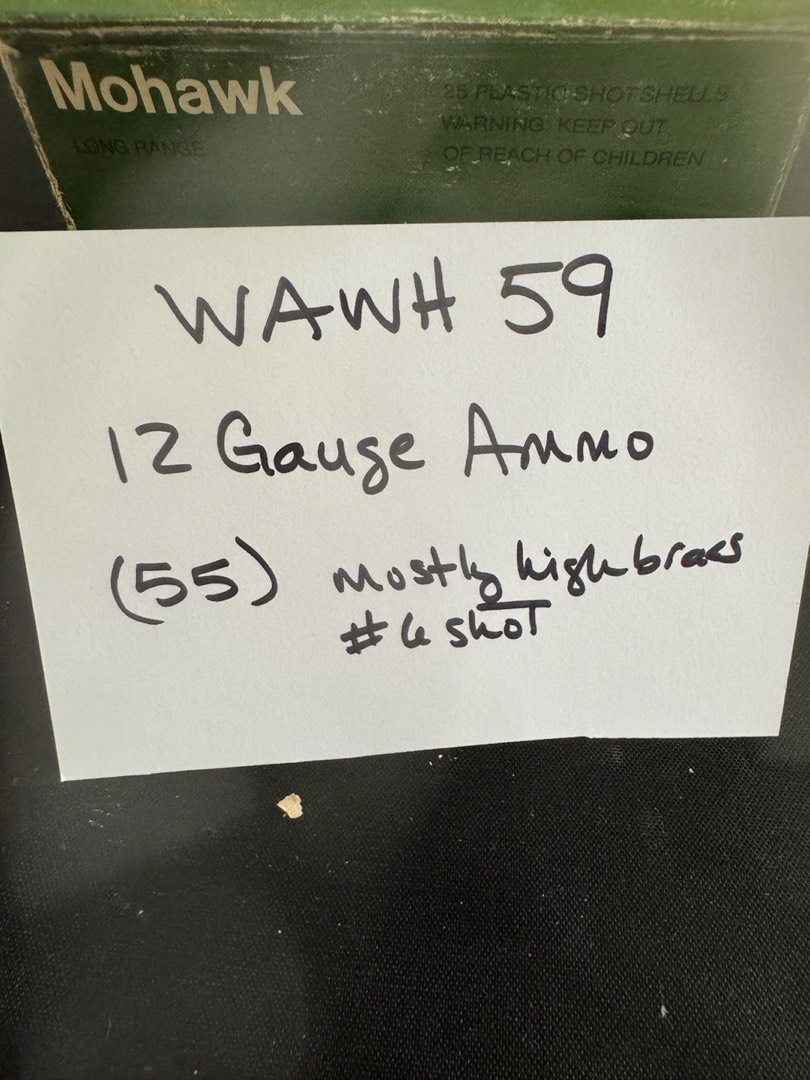 Mohawk
LONG RANGE
25 PLASTIC SHOTSHELLS
WARNING: KEEP OUT
OF REACH OF CHILDREN
WAWH 59
12 Gauge Ammo
(55) mostly high brass
#6 shot